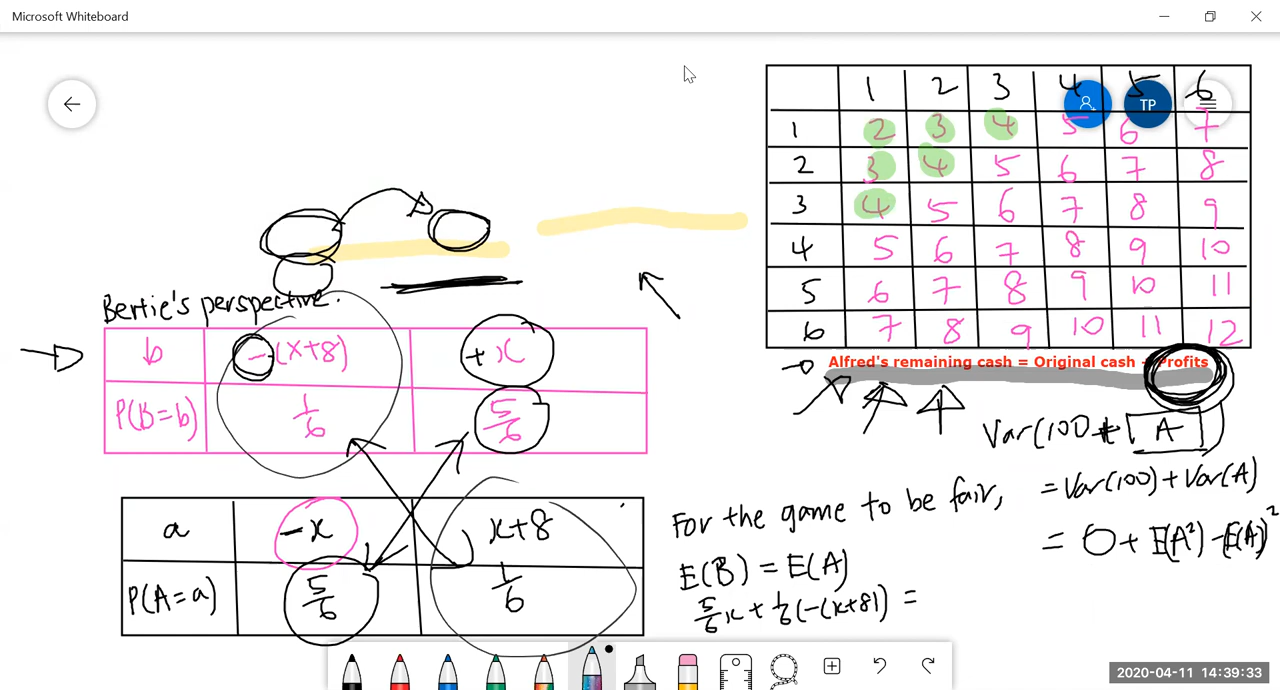 Microsoft Whiteboard
1 2 3 4 5 6
TP
1 2 3 4 5 6 7
2 3 4 5 6 7 8
3 4 5 6 7 8 9
4 5 6 7 8 9 10
5 6 7 8 9 10 11
6 7 8 9 10 11 12
Bertie's perspective.
b -(x+8) +x
P(B=b) 1/6 5/6
a -x x+8
P(A=a) 5/6 1/6
Alfred's remaining cash = Original cash + Profits
Var(100 + A)
= Var(100) + Var(A)
= 0 + E(A²) - E(A)²
For the game to be fair,
E(B) = E(A)
5/6 x + 1/6 (-(x+8)) =
2020-04-11 14:39:33